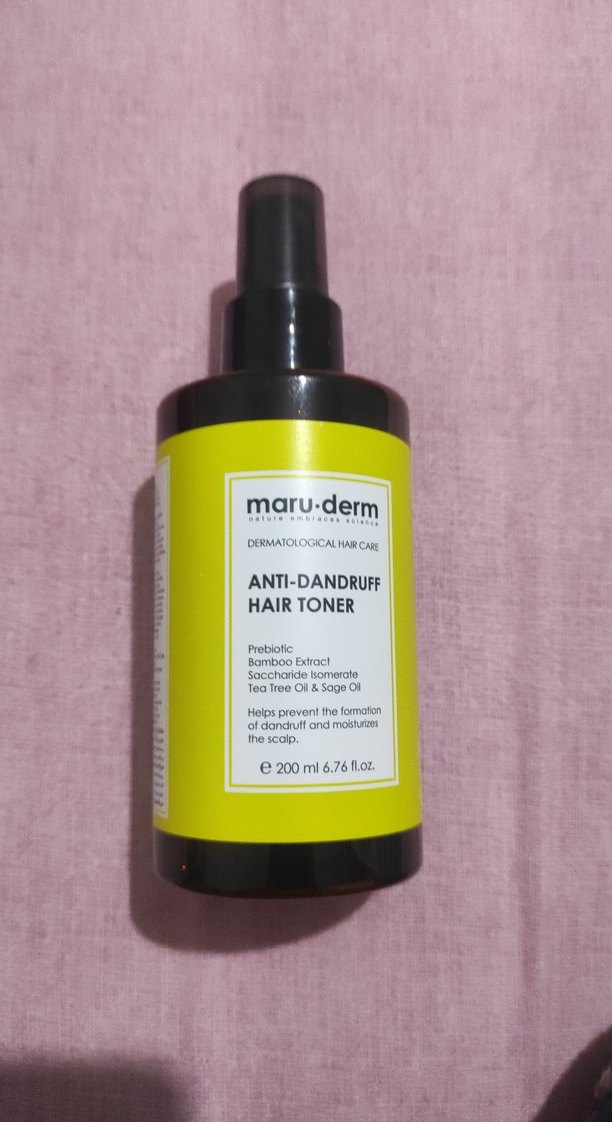 maru·derm
nature embraces science
DERMATOLOGICAL HAIR CARE
ANTI-DANDRUFF
HAIR TONER
Prebiotic
Bamboo Extract
Saccharide Isomerate
Tea Tree Oil & Sage Oil
Helps prevent the formation
of dandruff and moisturizes
the scalp.
℮ 200 ml 6.76 fl.oz.